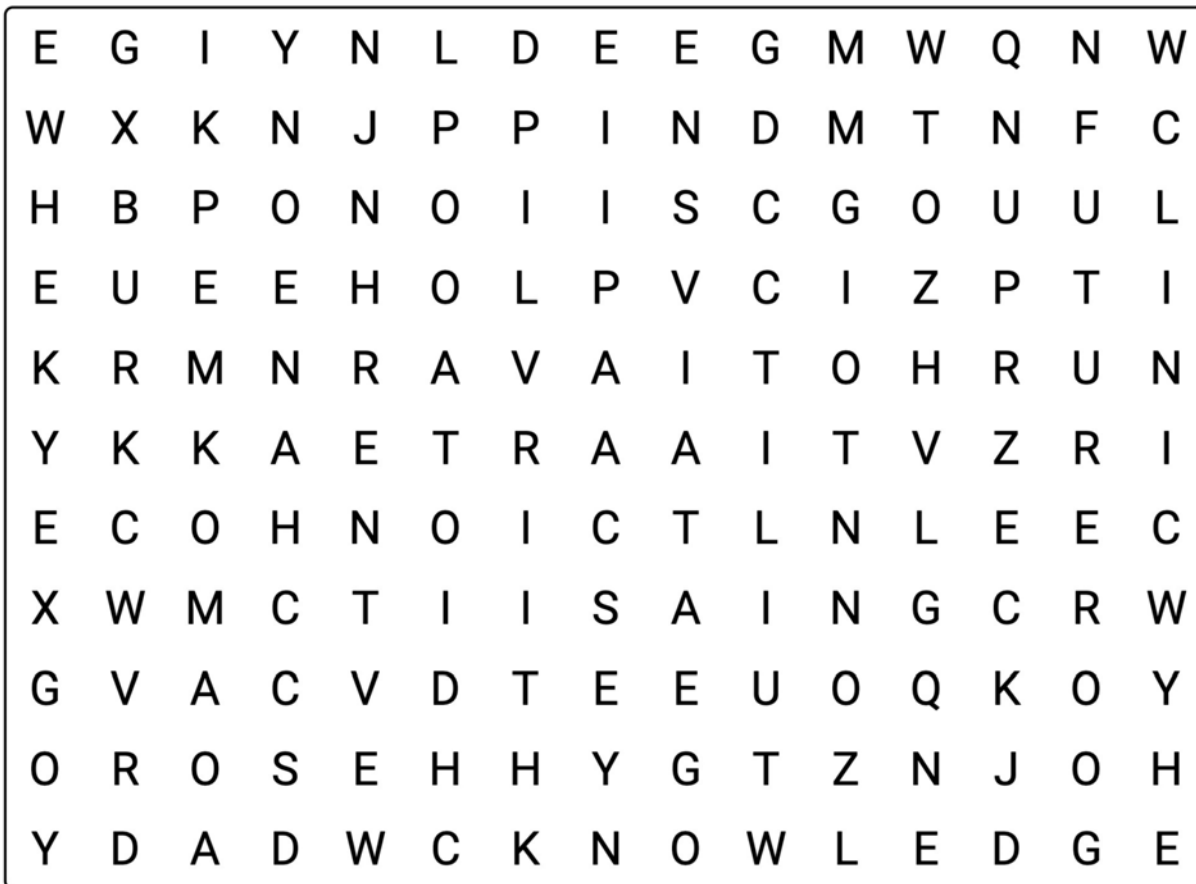 E G I Y N L D E E G M W Q N W
W X K N J P P I N D M T N F C
H B P O N O I I S C G O U U L
E U E E H O L P V C I Z P T I
K R M N R A V A I T O H R U N
Y K K A E T R A A I T V Z R I
E C O H N O I C T L N L E E C
X W M C T I I S A I N G C R W
G V A C V D T E E U O Q K O Y
O R O S E H H Y G T Z N J O H
Y D A D W C K N O W L E D G E